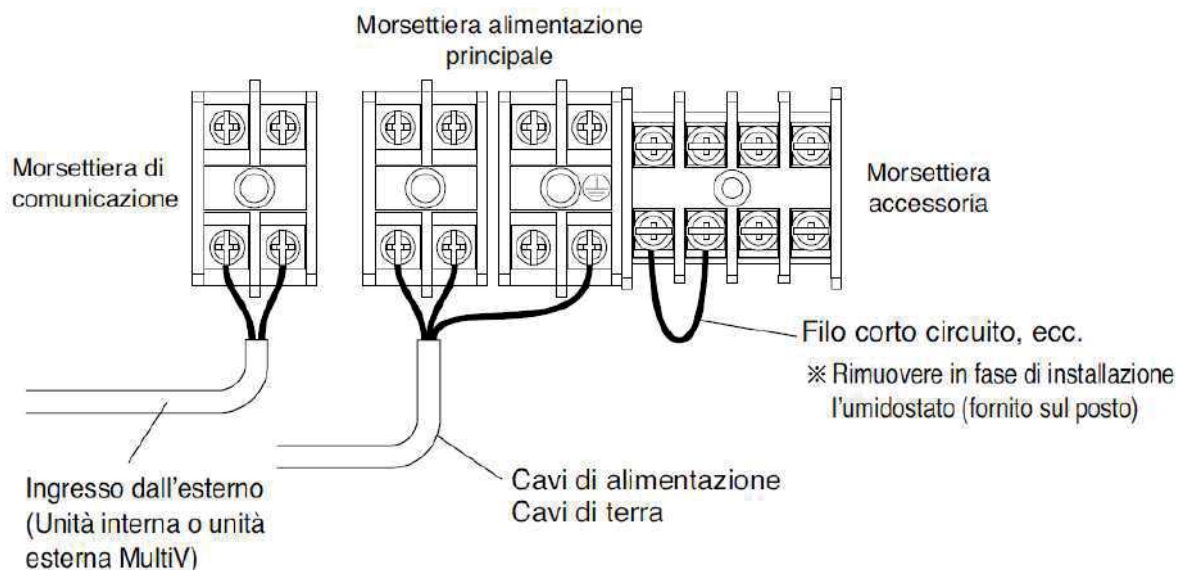 Morsettiera alimentazione
principale
Morsettiera di
comunicazione
Morsettiera
accessoria
Filo corto circuito, ecc.
※ Rimuovere in fase di installazione
l'umidostato (fornito sul posto)
Cavi di alimentazione
Cavi di terra
Ingresso dall'esterno
(Unità interna o unità
esterna MultiV)